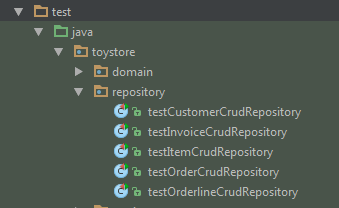 test
java
toystore
domain
repository
testCustomerCrudRepository
testInvoiceCrudRepository
testItemCrudRepository
testOrderCrudRepository
testOrderlineCrudRepository